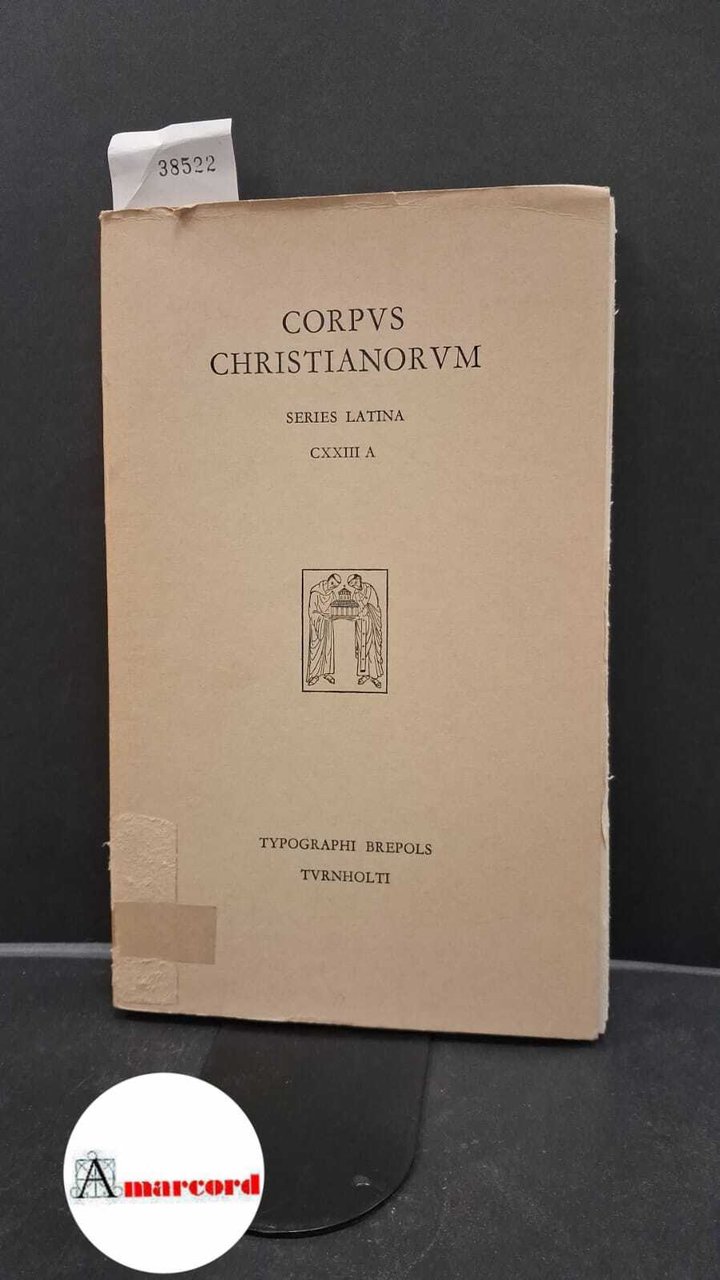 38522
CORPVS
CHRISTIANORVM
SERIES LATINA
CXXIII A
TYPOGRAPHI BREPOLS
TVRNHOLTI
Amarcord